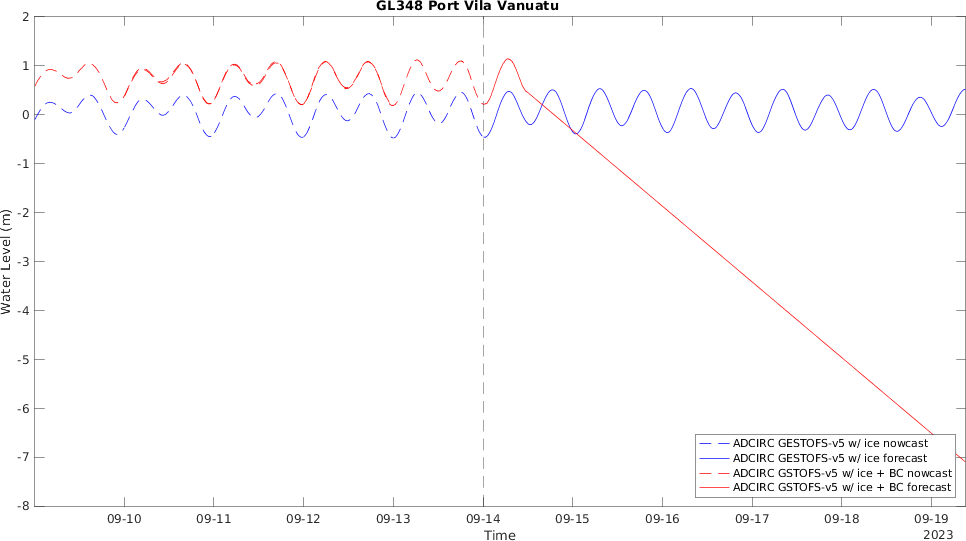 GL348 Port Vila Vanuatu
2
1
0
-1
-2
-3
-4
-5
-6
-7
-8
Water Level (m)
ADCIRC GESTOFS-v5 w/ ice nowcast
ADCIRC GESTOFS-v5 w/ ice forecast
ADCIRC GSTOFS-v5 w/ ice + BC nowcast
ADCIRC GSTOFS-v5 w/ ice + BC forecast
09-10 09-11 09-12 09-13 09-14 09-15 09-16 09-17 09-18 09-19
Time 2023